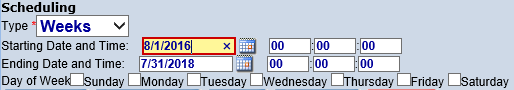 Scheduling
Type * Weeks
Starting Date and Time: 8/1/2016 × 00 : 00 : 00
Ending Date and Time: 7/31/2018 00 : 00 : 00
Day of Week Sunday Monday Tuesday Wednesday Thursday Friday Saturday